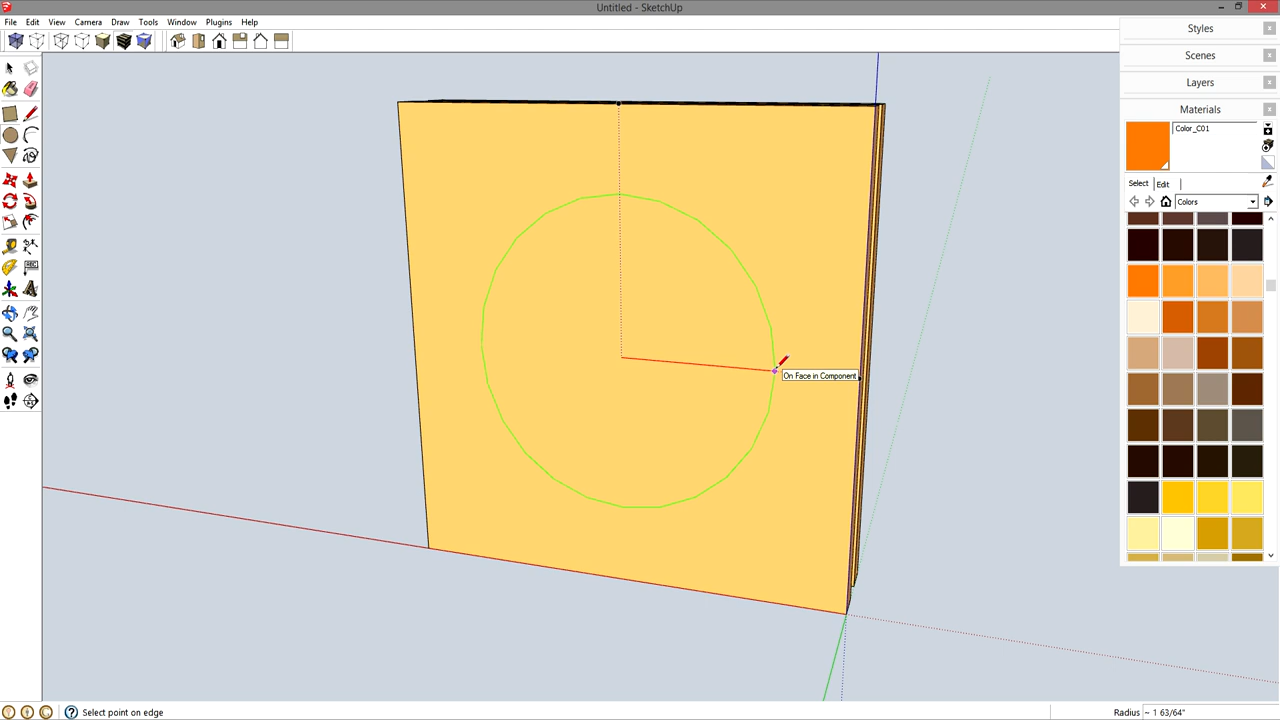 Untitled - SketchUp
File Edit View Camera Draw Tools Window Plugins Help
Styles
Scenes
Layers
Materials
Color_C01
Select Edit
Colors
On Face in Component
Select point on edge
Radius ~ 1 63/64"